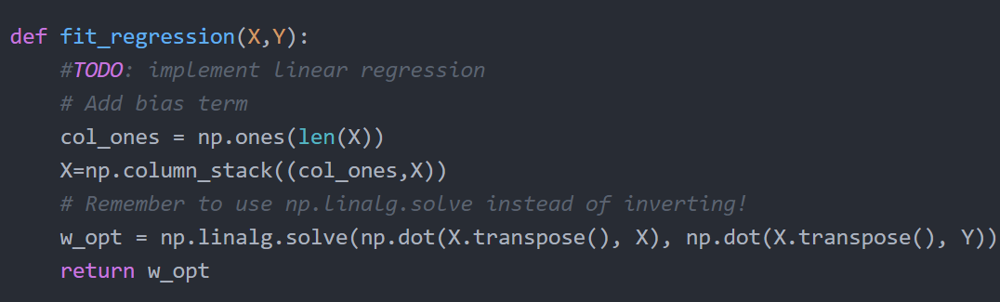 def fit_regression(X,Y):
    #TODO: implement linear regression
    # Add bias term
    col_ones = np.ones(len(X))
    X=np.column_stack((col_ones,X))
    # Remember to use np.linalg.solve instead of inverting!
    w_opt = np.linalg.solve(np.dot(X.transpose(), X), np.dot(X.transpose(), Y))
    return w_opt